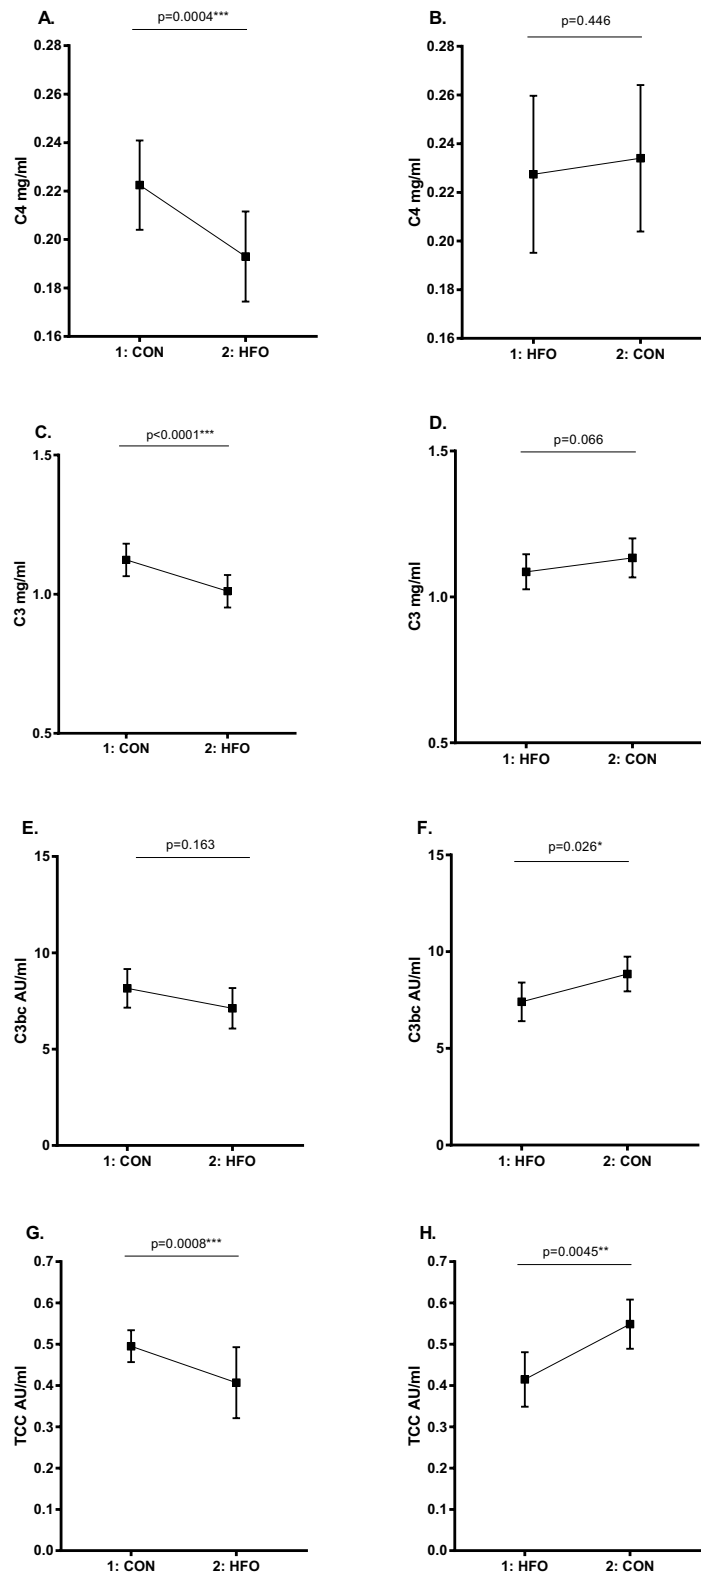 A.
p=0.0004***
0.28
0.26
0.24
0.22
0.20
0.18
0.16
C4 mg/ml
1: CON 2: HFO
B.
p=0.446
0.28
0.26
0.24
0.22
0.20
0.18
0.16
C4 mg/ml
1: HFO 2: CON
C.
p<0.0001***
1.5
1.0
0.5
C3 mg/ml
1: CON 2: HFO
D.
p=0.066
1.5
1.0
0.5
C3 mg/ml
1: HFO 2: CON
E.
p=0.163
15
10
5
0
C3bc AU/ml
1: CON 2: HFO
F.
p=0.026*
15
10
5
0
C3bc AU/ml
1: HFO 2: CON
G.
p=0.0008***
0.7
0.6
0.5
0.4
0.3
0.2
0.1
0.0
TCC AU/ml
1: CON 2: HFO
H.
p=0.0045**
0.7
0.6
0.5
0.4
0.3
0.2
0.1
0.0
TCC AU/ml
1: HFO 2: CON